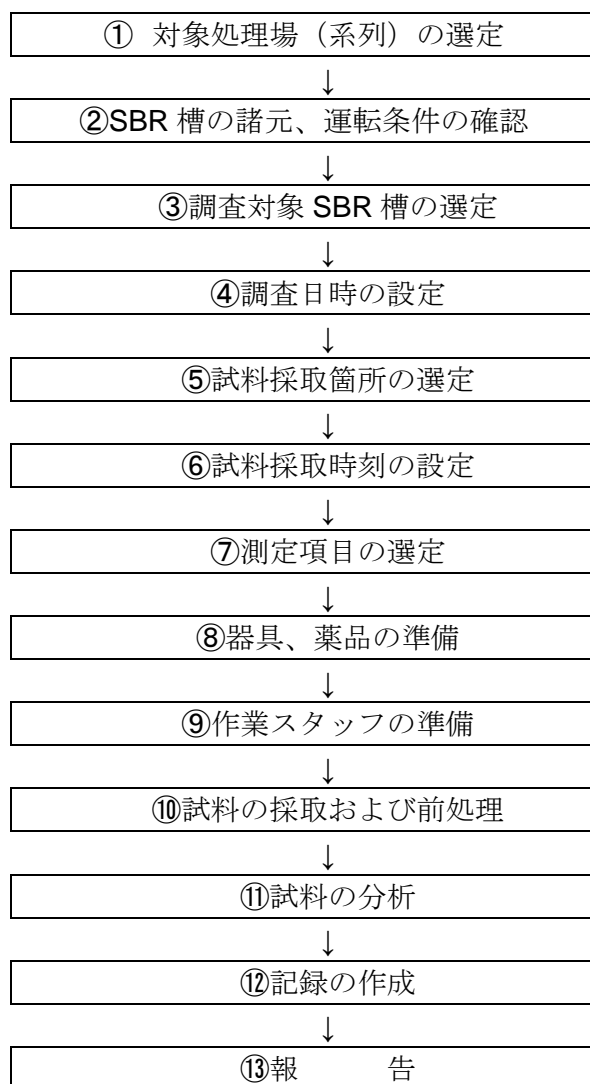 ① 対象処理場（系列）の選定
↓
②SBR 槽の諸元、運転条件の確認
↓
③調査対象 SBR 槽の選定
↓
④調査日時の設定
↓
⑤試料採取箇所の選定
↓
⑥試料採取時刻の設定
↓
⑦測定項目の選定
↓
⑧器具、薬品の準備
↓
⑨作業スタッフの準備
↓
⑩試料の採取および前処理
↓
⑪試料の分析
↓
⑫記録の作成
↓
⑬報　　　告